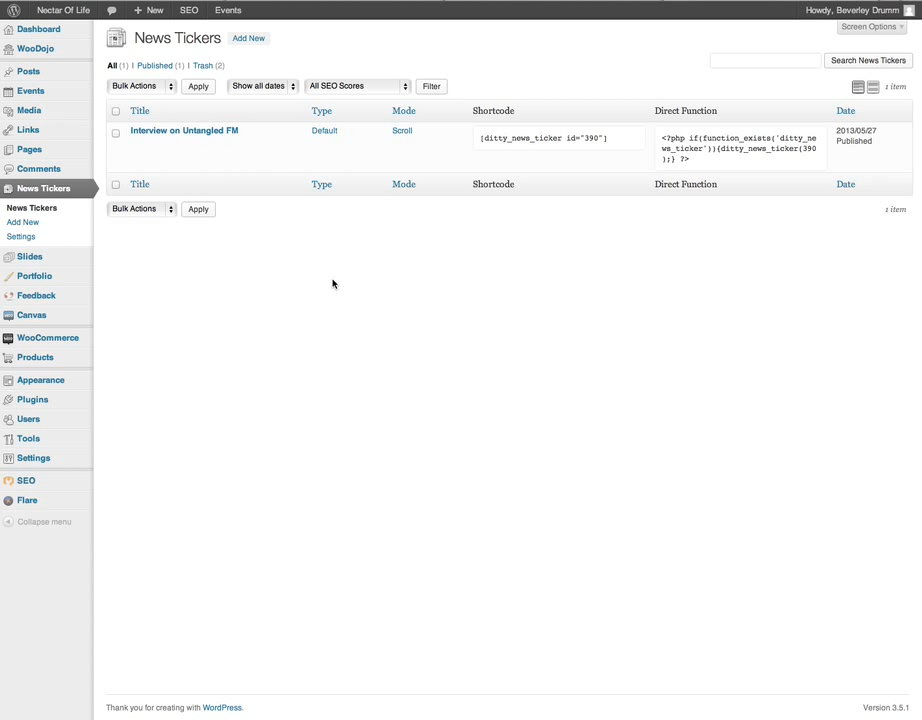 Nectar Of Life + New SEO Events Howdy, Beverley Drumm
Screen Options
News Tickers Add New
All (1) | Published (1) | Trash (2)
Search News Tickers
Bulk Actions Apply Show all dates All SEO Scores Filter 1 item
Title Type Mode Shortcode Direct Function Date
Interview on Untangled FM Default Scroll [ditty_news_ticker id="390"] <?php if(function_exists('ditty_ne
ws_ticker')){ditty_news_ticker(390
);} ?> 2013/05/27
Published
Title Type Mode Shortcode Direct Function Date
Bulk Actions Apply 1 item
Dashboard
WooDojo
Posts
Events
Media
Links
Pages
Comments
News Tickers
News Tickers
Add New
Settings
Slides
Portfolio
Feedback
Canvas
WooCommerce
Products
Appearance
Plugins
Users
Tools
Settings
SEO
Flare
Collapse menu
Thank you for creating with WordPress. Version 3.5.1